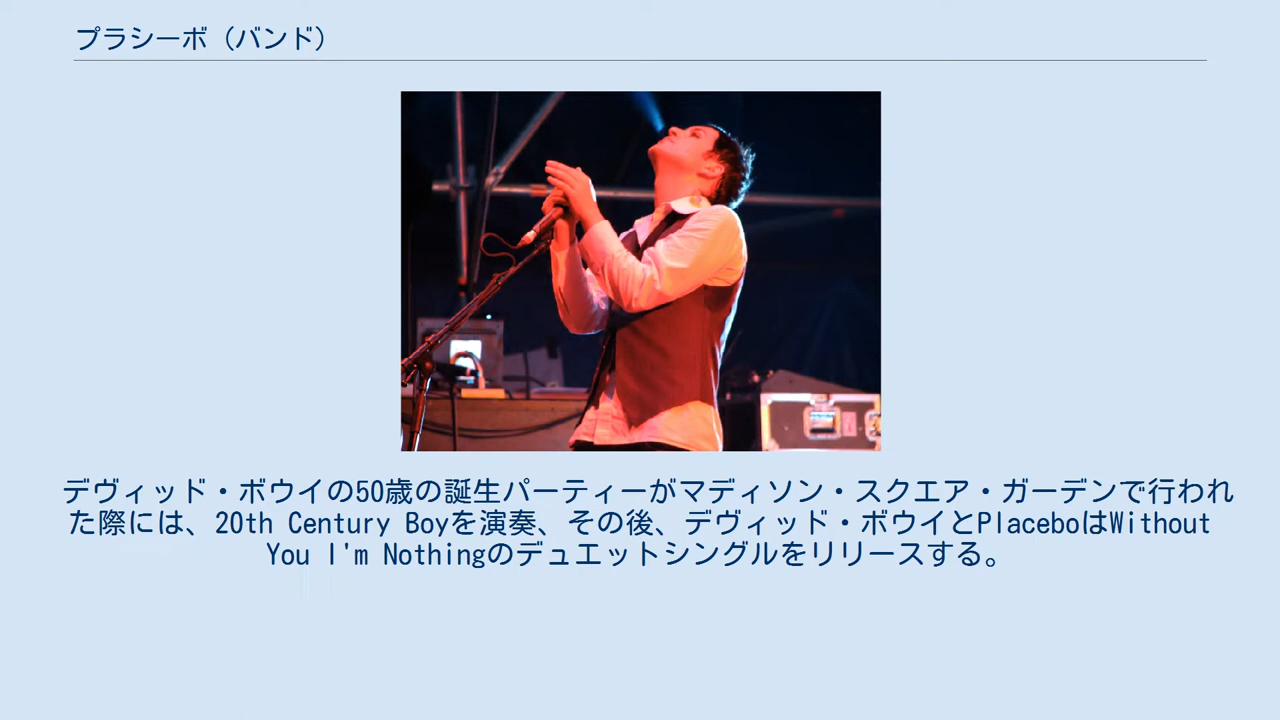 プラシーボ（バンド）
デヴィッド・ボウイの50歳の誕生パーティーがマディソン・スクエア・ガーデンで行われ
た際には、20th Century Boyを演奏、その後、デヴィッド・ボウイとPlaceboはWithout
You I'm Nothingのデュエットシングルをリリースする。